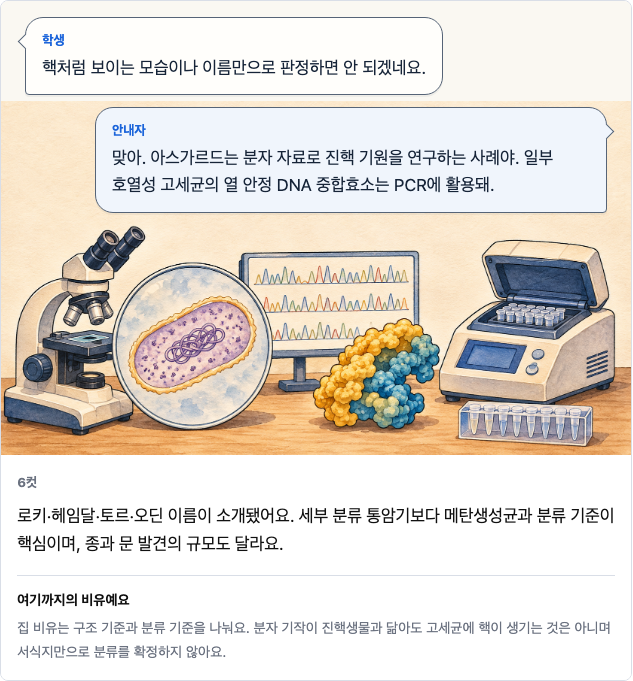 학생
핵처럼 보이는 모습이나 이름만으로 판정하면 안 되겠네요.
안내자
맞아. 아스가르드는 분자 자료로 진핵 기원을 연구하는 사례야. 일부
호열성 고세균의 열 안정 DNA 중합효소는 PCR에 활용돼.
6컷
로키·헤임달·토르·오딘 이름이 소개됐어요. 세부 분류 통암기보다 메탄생성균과 분류 기준이
핵심이며, 종과 문 발견의 규모도 달라요.
여기까지의 비유예요
집 비유는 구조 기준과 분류 기준을 나눠요. 분자 기작이 진핵생물과 닮아도 고세균에 핵이 생기는 것은 아니며
서식지만으로 분류를 확정하지 않아요.